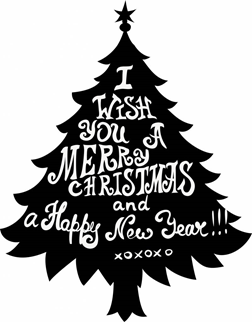 I
WiSH
YOU A
MERRY
CHRISTMAS
and
a Happy New Year!!!
xoxoxo